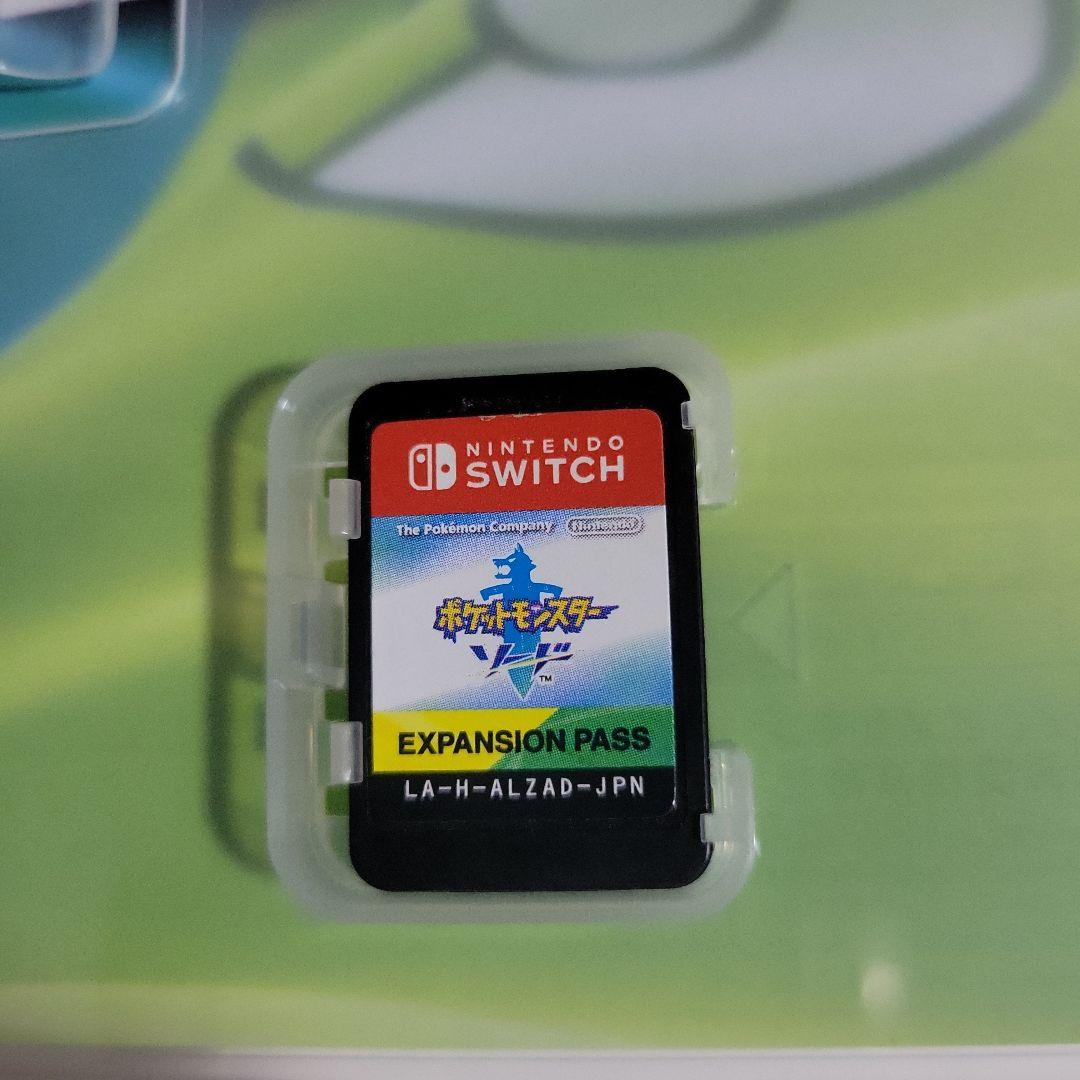 NINTENDO
SWITCH
The Pokémon Company Nintendo
ポケットモンスター
ソード
TM
EXPANSION PASS
LA-H-ALZAD-JPN